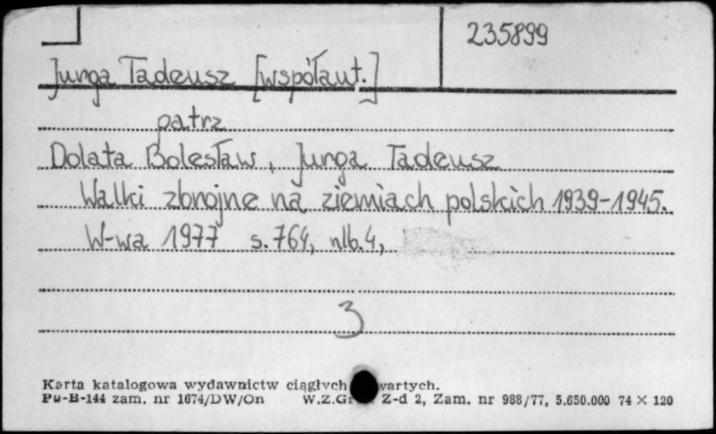 235899
Jurga Tadeusz [współaut.]
patrz
Dolata Bolesław, Jurga Tadeusz
Walki zbrojne na ziemiach polskich 1939-1945.
W-wa 1977 s. 764, nlb. 4,
3
Karta katalogowa wydawnictw ciągłych wartych.
Pu-B-144 zam. nr 1674/DW/On W.Z.Gr Z-d 2, Zam. nr 988/77, 5.650.000 74 × 120